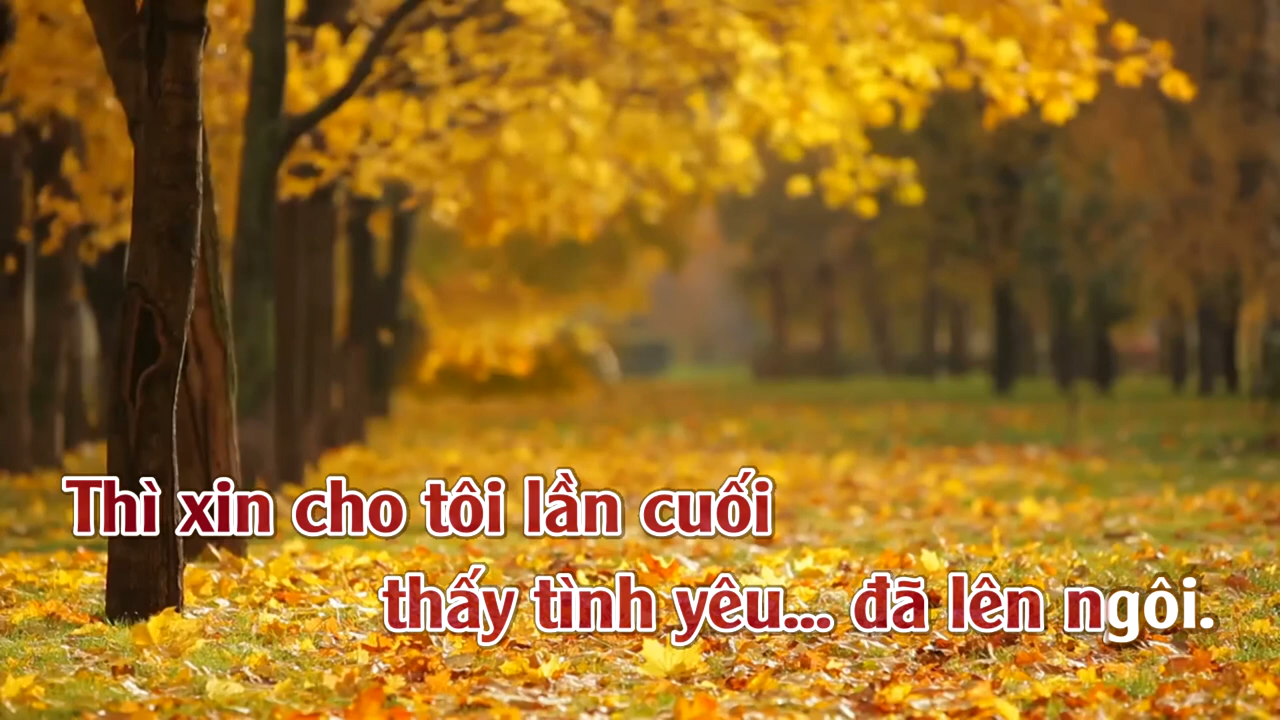 Thì xin cho tôi lần cuối
thấy tình yêu... đã lên ngôi.